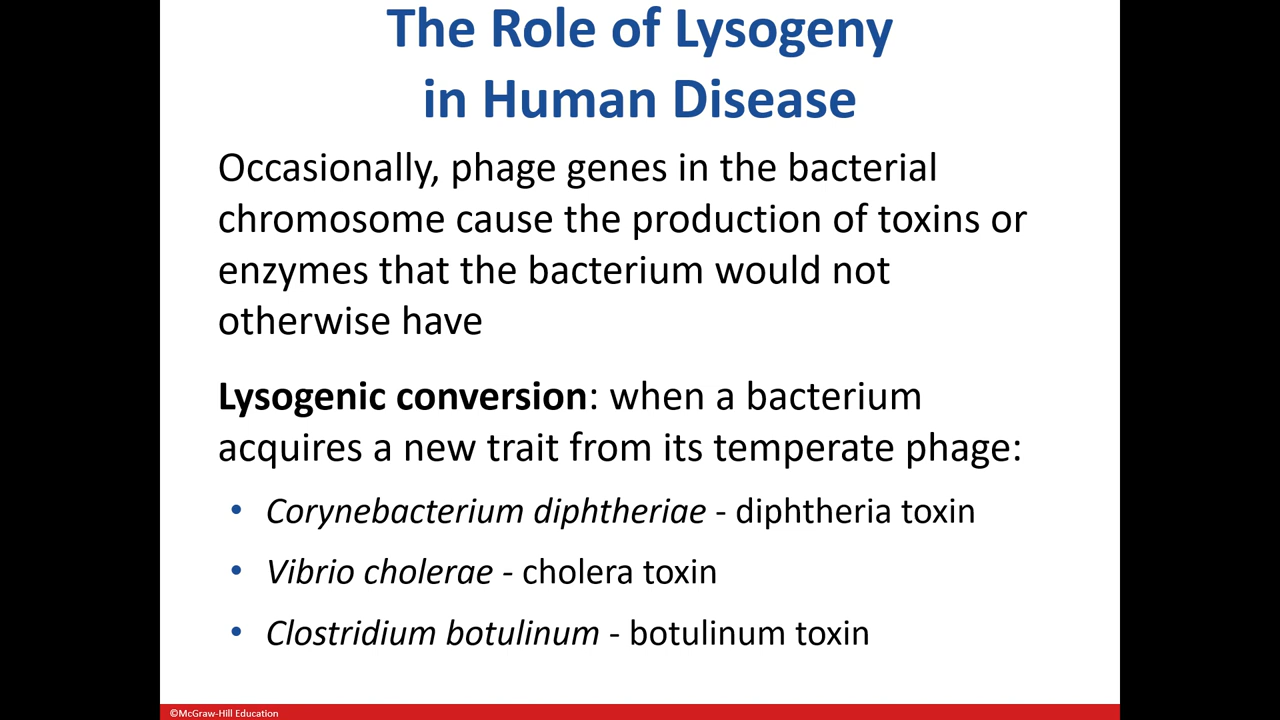 The Role of Lysogeny
in Human Disease
Occasionally, phage genes in the bacterial
chromosome cause the production of toxins or
enzymes that the bacterium would not
otherwise have
Lysogenic conversion: when a bacterium
acquires a new trait from its temperate phage:
• Corynebacterium diphtheriae - diphtheria toxin
• Vibrio cholerae - cholera toxin
• Clostridium botulinum - botulinum toxin
©McGraw-Hill Education